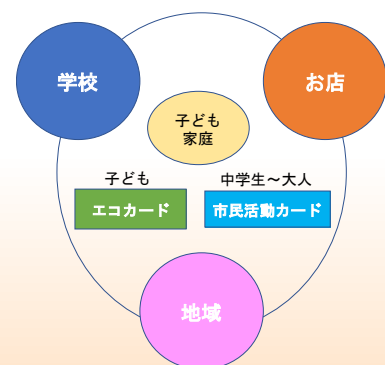 学校
お店
子ども
家庭
子ども
中学生～大人
エコカード
市民活動カード
地域